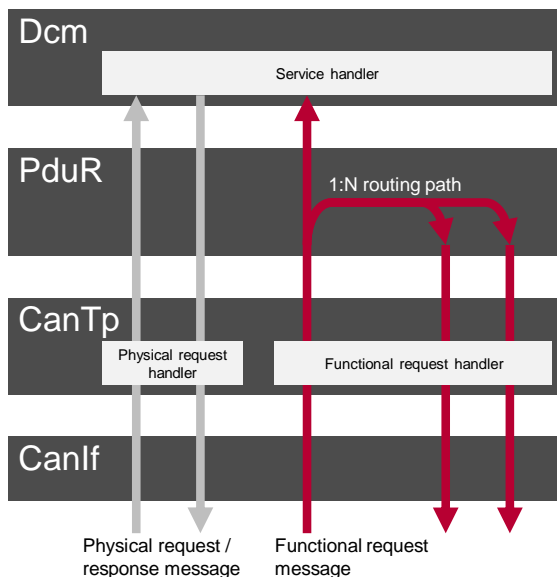 Dcm
Service handler
PduR
1:N routing path
CanTp
Physical request
handler
Functional request handler
CanIf
Physical request /
response message
Functional request
message